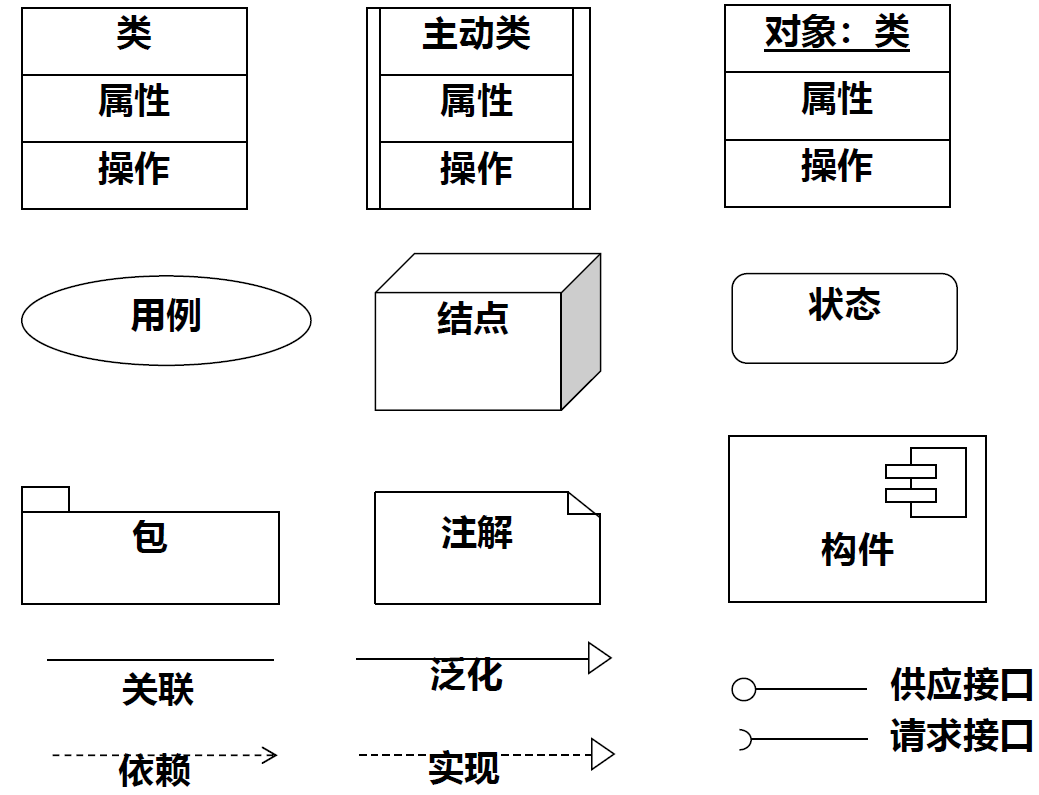 类
属性
操作
主动类
属性
操作
对象：类
属性
操作
用例
结点
状态
包
注解
构件
关联
泛化
供应接口
请求接口
依赖
实现